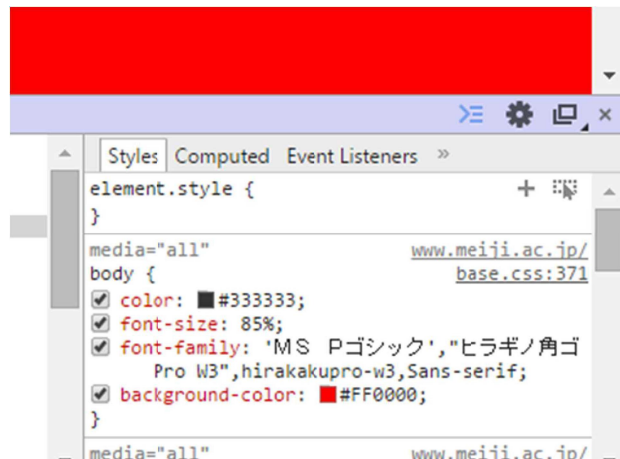 Styles Computed Event Listeners »
element.style {
}
media="all" www.meiji.ac.jp/
body { base.css:371
color: #333333;
font-size: 85%;
font-family: 'ＭＳ Ｐゴシック',"ヒラギノ角ゴ
Pro W3",hirakakupro-w3,Sans-serif;
background-color: #FF0000;
}
media="all" www.meiji.ac.jp/